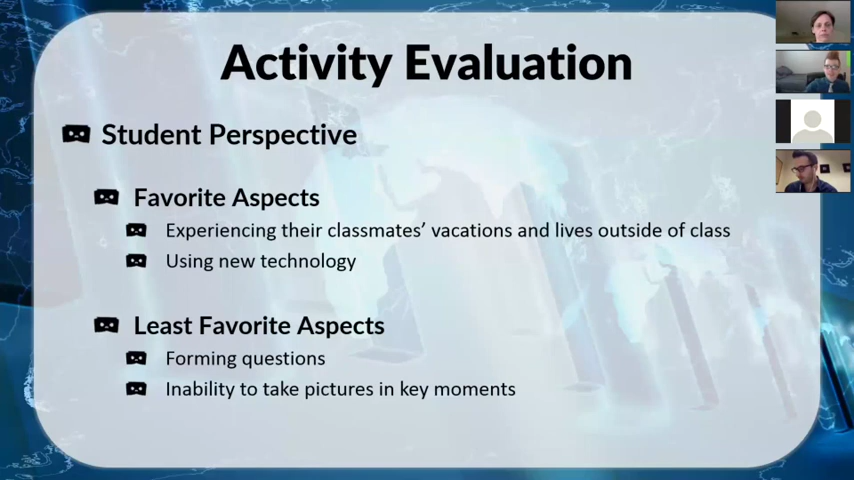 Activity Evaluation
Student Perspective
Favorite Aspects
Experiencing their classmates’ vacations and lives outside of class
Using new technology
Least Favorite Aspects
Forming questions
Inability to take pictures in key moments